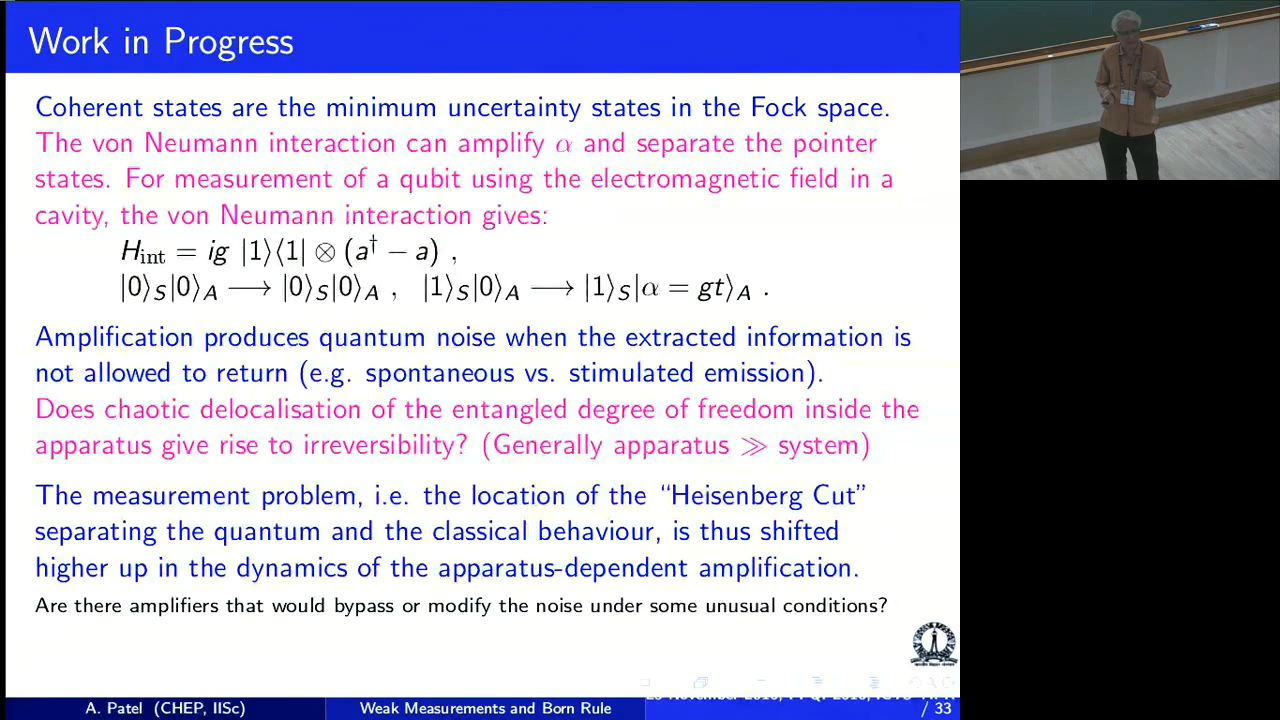 Work in Progress
Coherent states are the minimum uncertainty states in the Fock space.
The von Neumann interaction can amplify α and separate the pointer
states. For measurement of a qubit using the electromagnetic field in a
cavity, the von Neumann interaction gives:
H_int = ig |1⟩⟨1| ⊗ (a† − a) ,
|0⟩_S|0⟩_A ⟶ |0⟩_S|0⟩_A , |1⟩_S|0⟩_A ⟶ |1⟩_S|α = gt⟩_A .
Amplification produces quantum noise when the extracted information is
not allowed to return (e.g. spontaneous vs. stimulated emission).
Does chaotic delocalisation of the entangled degree of freedom inside the
apparatus give rise to irreversibility? (Generally apparatus ≫ system)
The measurement problem, i.e. the location of the “Heisenberg Cut”
separating the quantum and the classical behaviour, is thus shifted
higher up in the dynamics of the apparatus-dependent amplification.
Are there amplifiers that would bypass or modify the noise under some unusual conditions?
A. Patel (CHEP, IISc)
Weak Measurements and Born Rule
/ 33